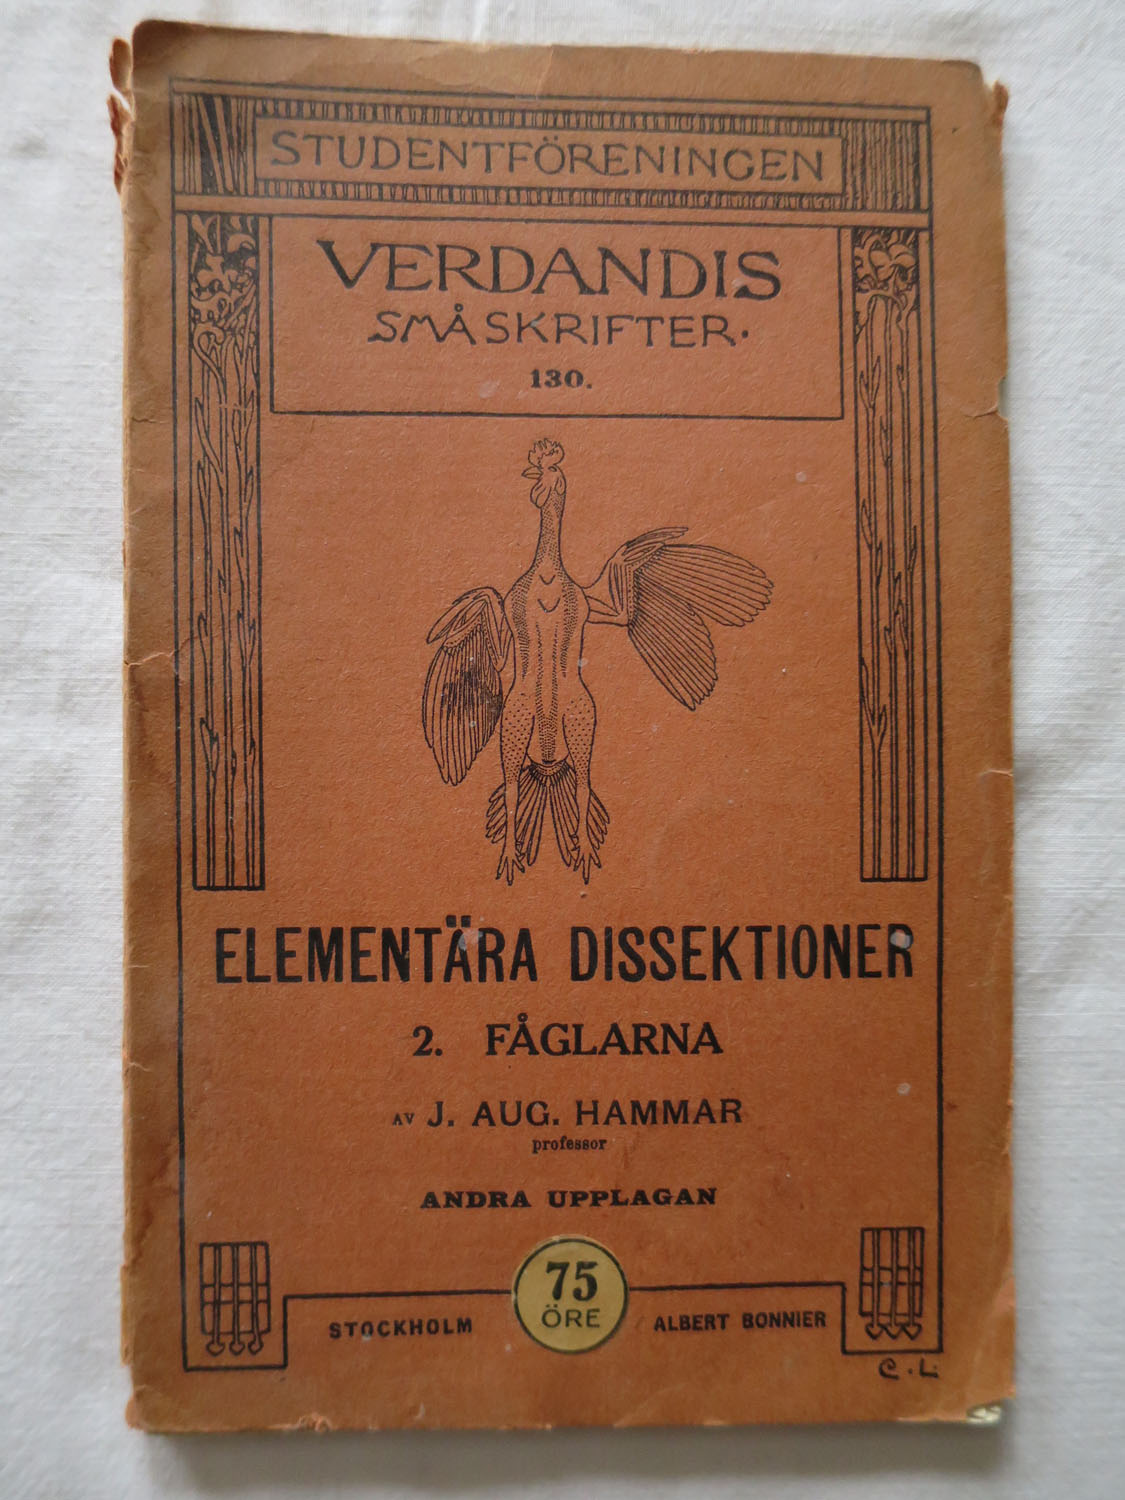 STUDENTFÖRENINGEN
VERDANDIS
SMÅSKRIFTER.
130.
ELEMENTÄRA DISSEKTIONER
2. FÅGLARNA
AV J. AUG. HAMMAR
professor
ANDRA UPPLAGAN
75
ÖRE
STOCKHOLM
ALBERT BONNIER
C.L.